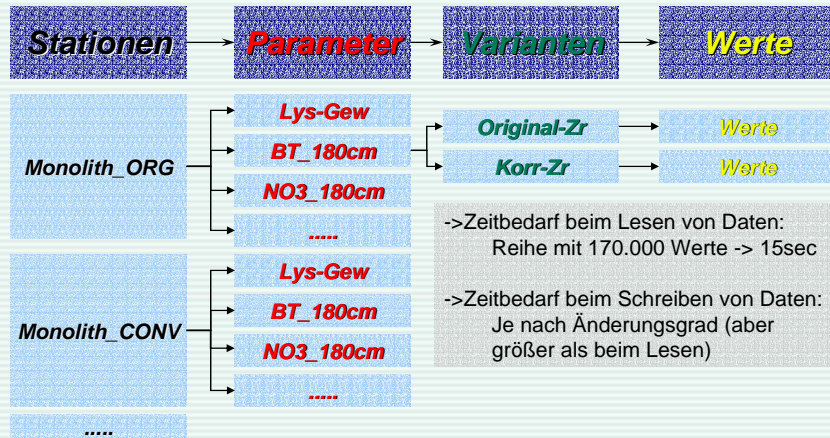 Stationen
Parameter
Varianten
Werte
Monolith_ORG
Lys-Gew
BT_180cm
NO3_180cm
.....
Original-Zr
Werte
Korr-Zr
Werte
Monolith_CONV
Lys-Gew
BT_180cm
NO3_180cm
.....
.....
->Zeitbedarf beim Lesen von Daten:
Reihe mit 170.000 Werte -> 15sec
->Zeitbedarf beim Schreiben von Daten:
Je nach Änderungsgrad (aber
größer als beim Lesen)